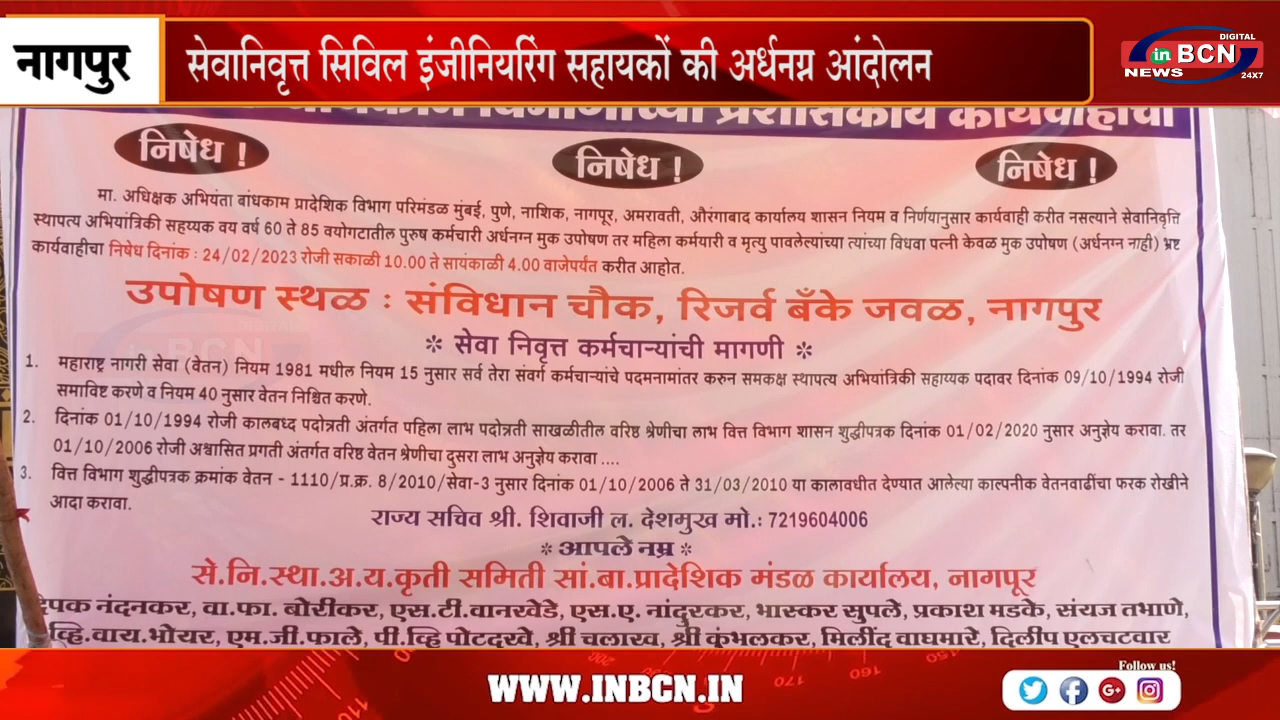 नागपुर
सेवानिवृत्त सिविल इंजीनियरिंग सहायकों की अर्धनग्न आंदोलन
DIGITAL
in BCN
NEWS
24X7
विभागाच्या प्रशासकीय कार्यवाहीचा
निषेध !
निषेध !
निषेध !
मा. अधिक्षक अभियंता बांधकाम प्रादेशिक विभाग परिमंडळ मुंबई, पुणे, नाशिक, नागपूर, अमरावती, औरंगाबाद कार्यालय शासन नियम व निर्णयानुसार कार्यवाही करीत नसल्याने सेवानिवृत्ति
स्थापत्य अभियांत्रिकी सहय्यक वय वर्ष 60 ते 85 वयोगटातील पुरुष कर्मचारी अर्धनग्न मुक उपोषण तर महिला कर्मयारी व मृत्यु पावलेल्यांच्या त्यांच्या विधवा पत्नी केवळ मुक उपोषण (अर्धनग्न नाही) भ्रष्ट
कार्यवाहीचा निषेध दिनांक : 24/02/2023 रोजी सकाळी 10.00 ते सायंकाळी 4.00 वाजेपर्यंत करीत आहोत.
उपोषण स्थळ : संविधान चौक, रिजर्व बँके जवळ, नागपुर
* सेवा निवृत्त कर्मचाऱ्यांची मागणी *
1. महाराष्ट्र नागरी सेवा (वेतन) नियम 1981 मधील नियम 15 नुसार सर्व तेरा संवर्ग कर्मचाऱ्यांचे पदमनामांतर करुन समकक्ष स्थापत्य अभियांत्रिकी सहाय्यक पदावर दिनांक 09/10/1994 रोजी
समाविष्ट करणे व नियम 40 नुसार वेतन निश्चित करणे.
2. दिनांक 01/10/1994 रोजी कालबध्द पदोन्नती अंतर्गत पहिला लाभ पदोन्नती साखळीतील वरिष्ठ श्रेणीचा लाभ वित्त विभाग शासन शुद्धीपत्रक दिनांक 01/02/2020 नुसार अनुज्ञेय करावा. तर
01/10/2006 रोजी अश्वासित प्रगती अंतर्गत वरिष्ठ वेतन श्रेणीचा दुसरा लाभ अनुज्ञेय करावा ....
3. वित्त विभाग शुद्धीपत्रक क्रमांक वेतन - 1110/प्र.क्र. 8/2010/सेवा-3 नुसार दिनांक 01/10/2006 ते 31/03/2010 या कालावधीत देण्यात आलेल्या काल्पनीक वेतनवाढींचा फरक रोखीने
आदा करावा.
राज्य सचिव श्री. शिवाजी ल. देशमुख मो.: 7219604006
* आपले नम्र *
से.नि.स्था.अ.य.कृती समिती सां.बा.प्रादेशिक मंडळ कार्यालय, नागपूर
दिपक नंदनकर, वा.फा. बोरीकर, एस.टी.वानखेडे, एस.ए. नांदुरकर, भास्कर सुपले, प्रकाश मडके, संयज तभाणे,
व्हि.वाय.भोयर, एम.जी.फाले, पी.व्हि पोटदुखे, श्री चलाख, श्री कुंभलकर, मिलींद वाघमारे, दिलीप एलचटवार
WWW.INBCN.IN
Follow us!